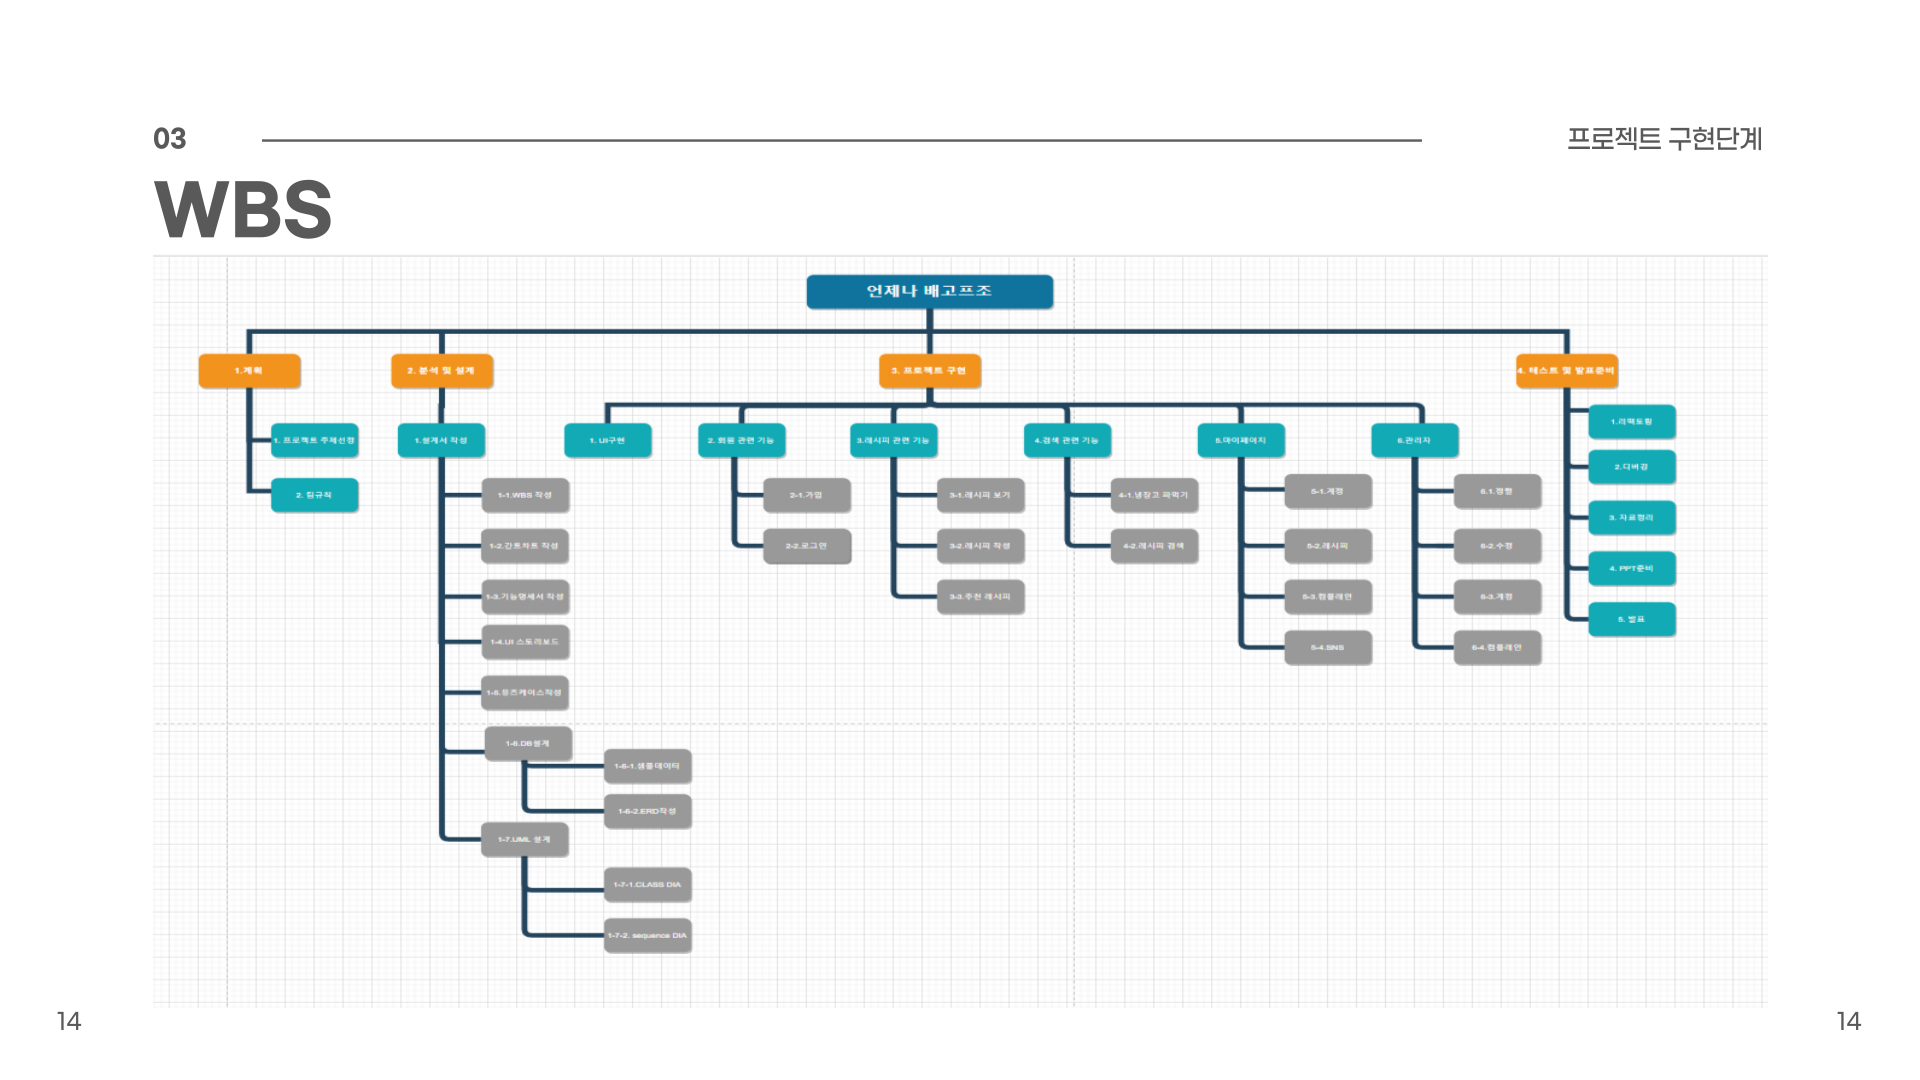 03
프로젝트 구현단계
WBS
언제나 배고프조
1.계획
2. 분석 및 설계
3. 프로젝트 구현
4. 테스트 및 발표준비
1. 프로젝트 주제선정
2. 팀규칙
1.설계서 작성
1-1.WBS 작성
1-2.간트차트 작성
1-3.기능명세서 작성
1-4.UI 스토리보드
1-5.유즈케이스작성
1-6.DB설계
1-6-1.샘플데이터
1-6-2.ERD작성
1-7.UML 설계
1-7-1.CLASS DIA
1-7-2. sequence DIA
1. UI구현
2. 회원 관련 기능
2-1.가입
2-2.로그인
3.레시피 관련 기능
3-1.레시피 보기
3-2.레시피 작성
3-3.추천 레시피
4.검색 관련 기능
4-1.냉장고 파먹기
4-2.레시피 검색
5.마이페이지
5-1.계정
5-2.레시피
5-3.컴플레인
5-4.SNS
6.관리자
6.1.정렬
6-2.수정
6-3.계정
6-4.컴플레인
1.리팩토링
2.디버깅
3. 자료정리
4. PPT준비
5. 발표
14
14